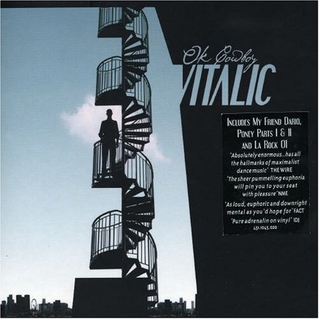 Ok Cowboy
VITALIC
INCLUDES MY FRIEND DARIO,
PONEY PARTS I & II
AND LA ROCK 01
"Absolutely enormous...has all
the hallmarks of maximalist
dance music" THE WIRE
"The sheer pummelling euphoria
will pin you to your seat
with pleasure" NME
"As loud, euphoric and downright
mental as you'd hope for" FACT
"Pure adrenalin on vinyl" IDJ